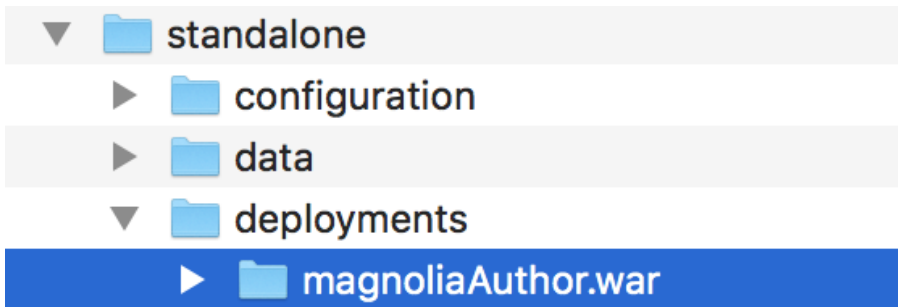 standalone
configuration
data
deployments
magnoliaAuthor.war